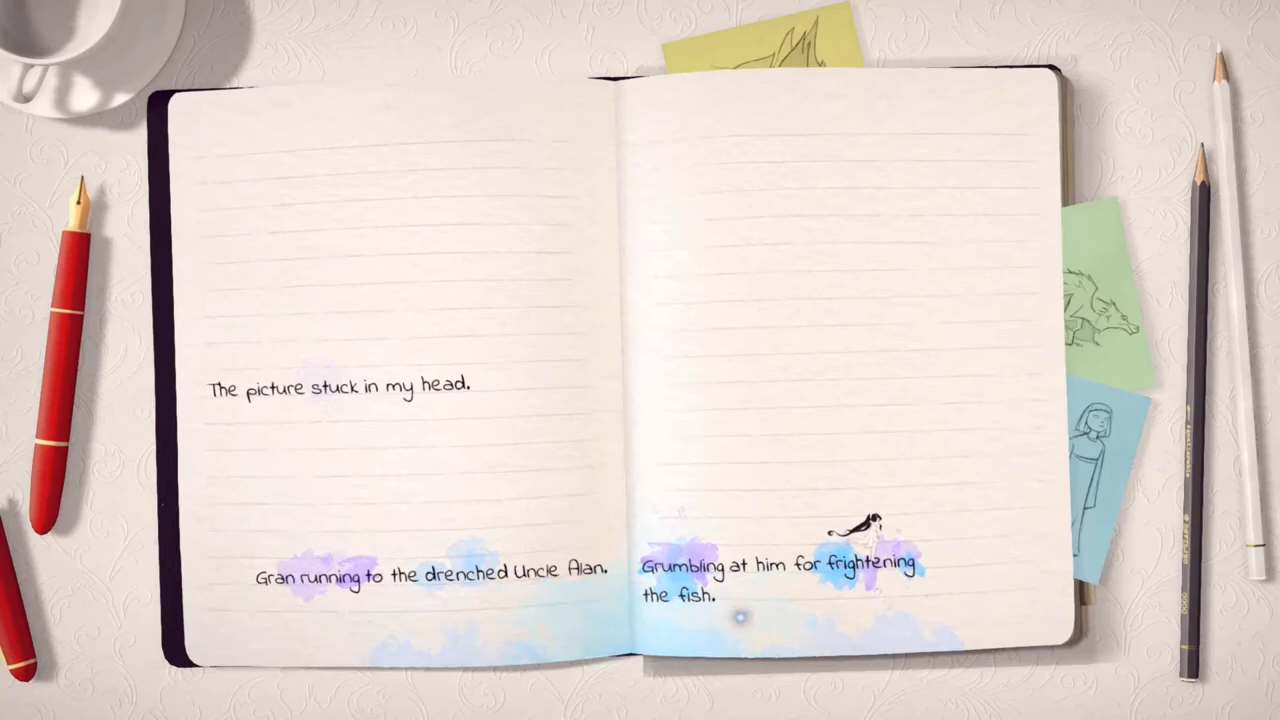 The picture stuck in my head.
Gran running to the drenched Uncle Alan.
Grumbling at him for frightening
the fish.